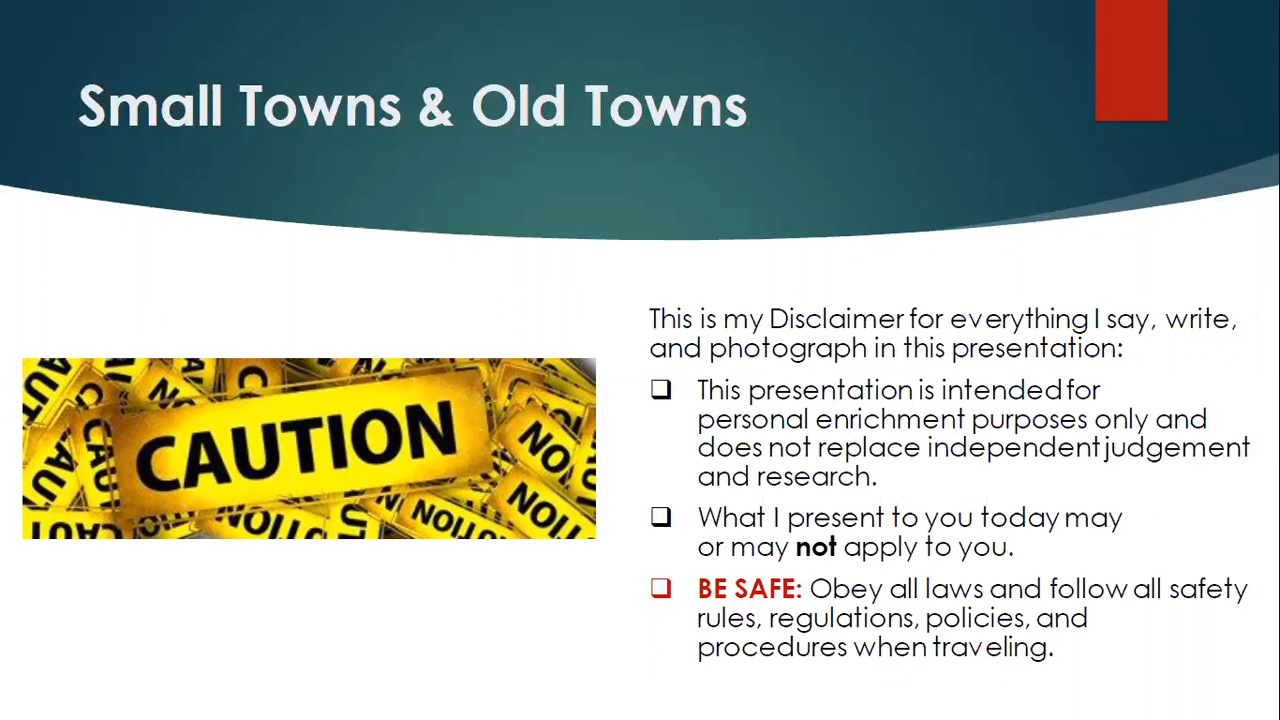 Small Towns & Old Towns
This is my Disclaimer for everything I say, write,
and photograph in this presentation:
This presentation is intended for
personal enrichment purposes only and
does not replace independent judgement
and research.
What I present to you today may
or may not apply to you.
BE SAFE: Obey all laws and follow all safety
rules, regulations, policies, and
procedures when traveling.
CAUTION